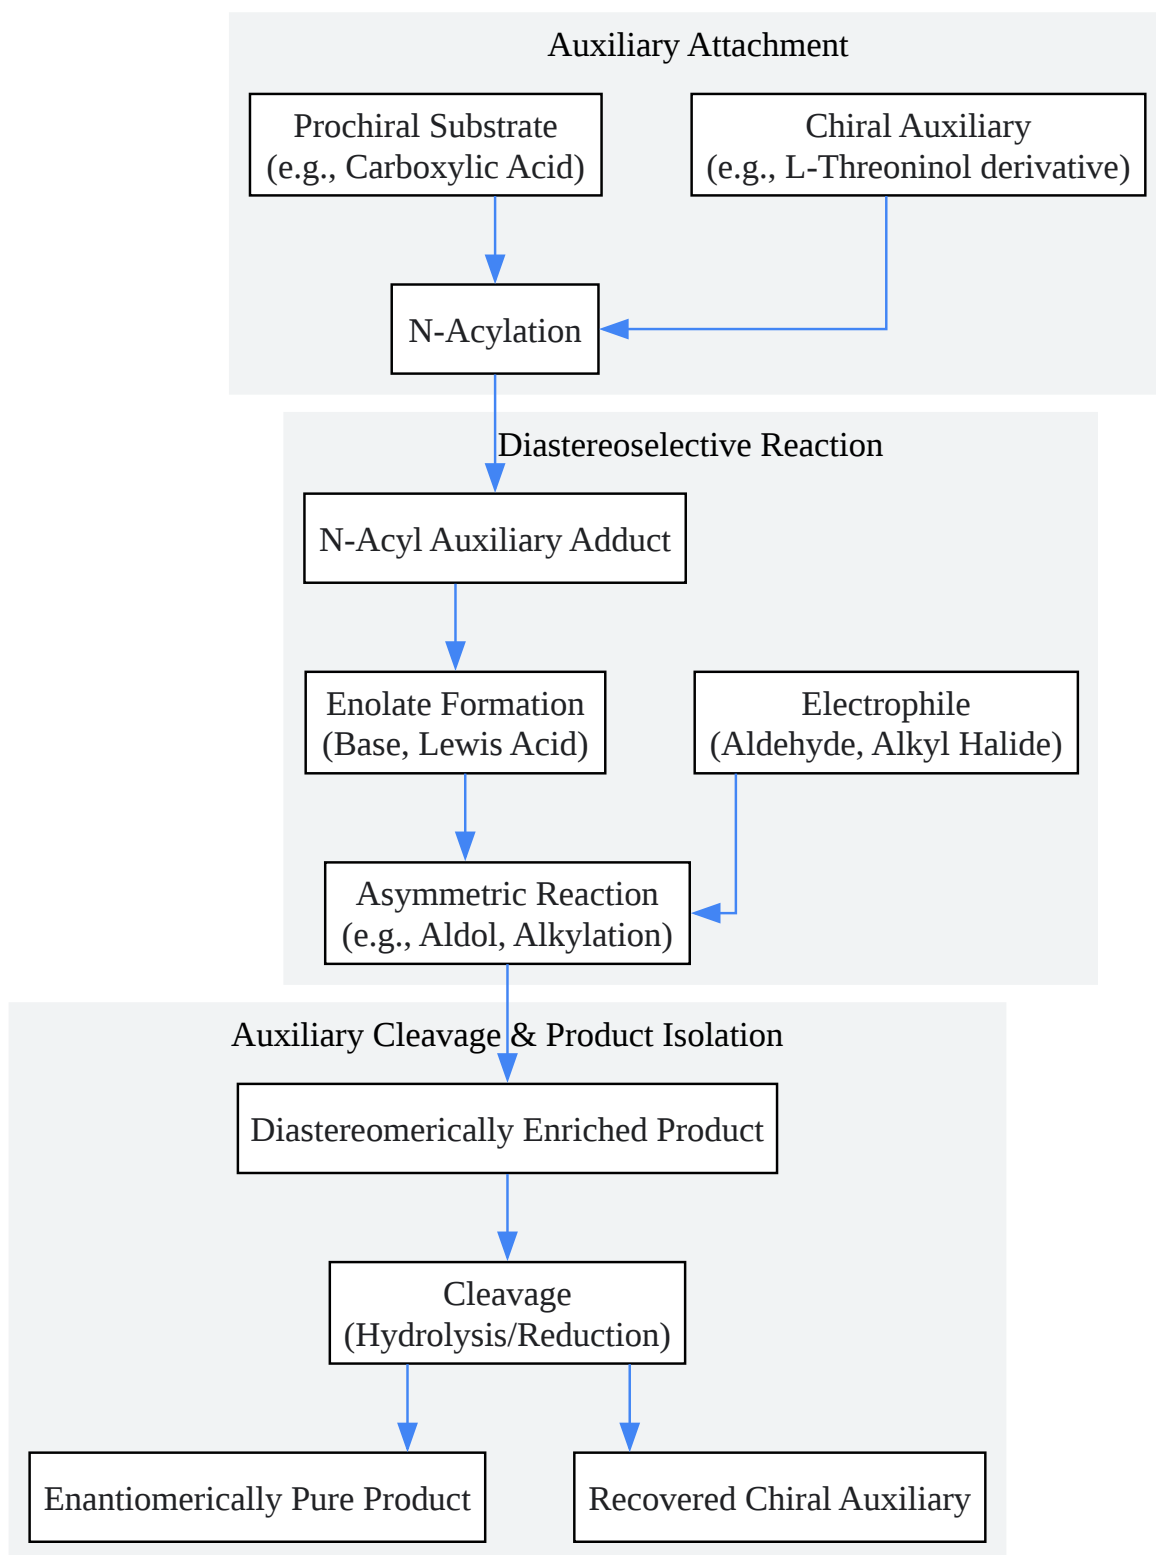 Auxiliary Attachment
Prochiral Substrate
(e.g., Carboxylic Acid)
Chiral Auxiliary
(e.g., L-Threoninol derivative)
N-Acylation
Diastereoselective Reaction
N-Acyl Auxiliary Adduct
Enolate Formation
(Base, Lewis Acid)
Electrophile
(Aldehyde, Alkyl Halide)
Asymmetric Reaction
(e.g., Aldol, Alkylation)
Auxiliary Cleavage & Product Isolation
Diastereomerically Enriched Product
Cleavage
(Hydrolysis/Reduction)
Enantiomerically Pure Product
Recovered Chiral Auxiliary